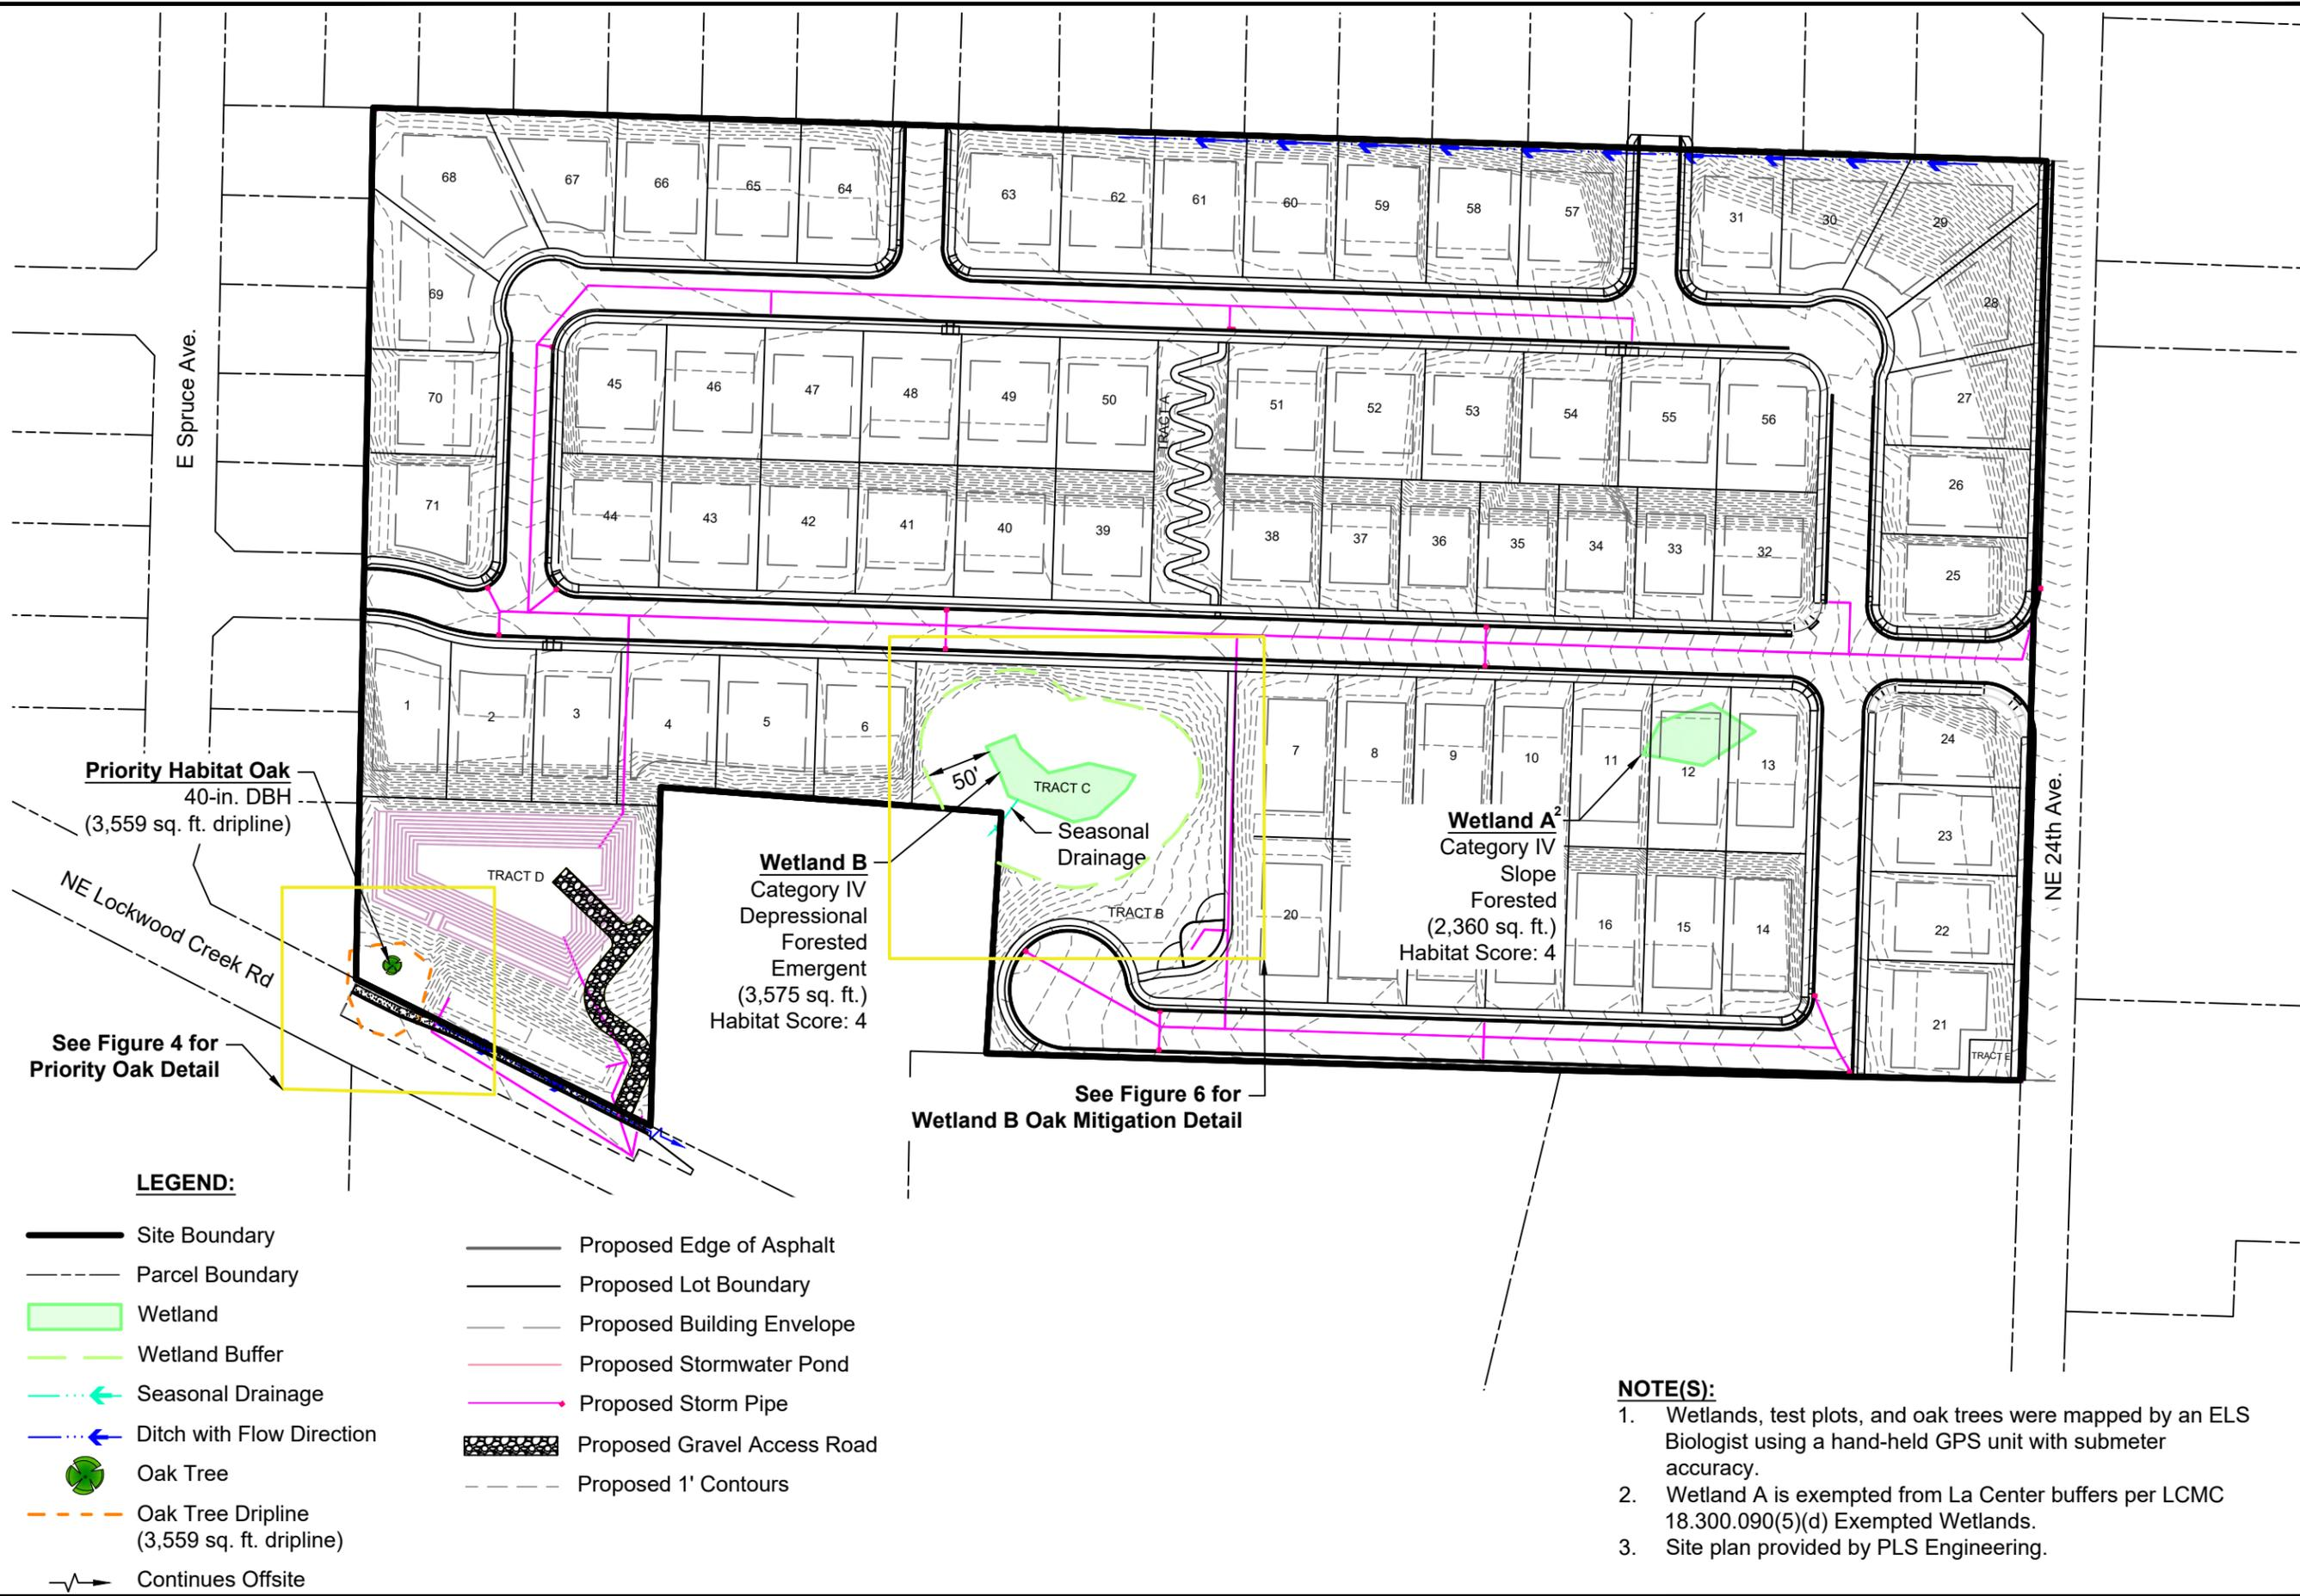 68
67
66
65
64
63
62
61
60
59
58
57
31
30
29
28
69
70
71
45
46
47
48
49
50
TRACT A
51
52
53
54
55
56
27
26
25
44
43
42
41
40
39
38
37
36
35
34
33
32
E Spruce Ave.
NE 24th Ave.
NE Lockwood Creek Rd
1
2
3
4
5
6
7
8
9
10
11
12
13
24
23
22
21
TRACT E
20
16
15
14
TRACT C
TRACT B
TRACT D
50'
Seasonal
Drainage
Priority Habitat Oak
40-in. DBH
(3,559 sq. ft. dripline)
Wetland B
Category IV
Depressional
Forested
Emergent
(3,575 sq. ft.)
Habitat Score: 4
Wetland A2
Category IV
Slope
Forested
(2,360 sq. ft.)
Habitat Score: 4
See Figure 4 for
Priority Oak Detail
See Figure 6 for
Wetland B Oak Mitigation Detail
LEGEND:
Site Boundary
Parcel Boundary
Wetland
Wetland Buffer
Seasonal Drainage
Ditch with Flow Direction
Oak Tree
Oak Tree Dripline
(3,559 sq. ft. dripline)
Continues Offsite
Proposed Edge of Asphalt
Proposed Lot Boundary
Proposed Building Envelope
Proposed Stormwater Pond
Proposed Storm Pipe
Proposed Gravel Access Road
Proposed 1' Contours
NOTE(S):
1. Wetlands, test plots, and oak trees were mapped by an ELS
Biologist using a hand-held GPS unit with submeter
accuracy.
2. Wetland A is exempted from La Center buffers per LCMC
18.300.090(5)(d) Exempted Wetlands.
3. Site plan provided by PLS Engineering.